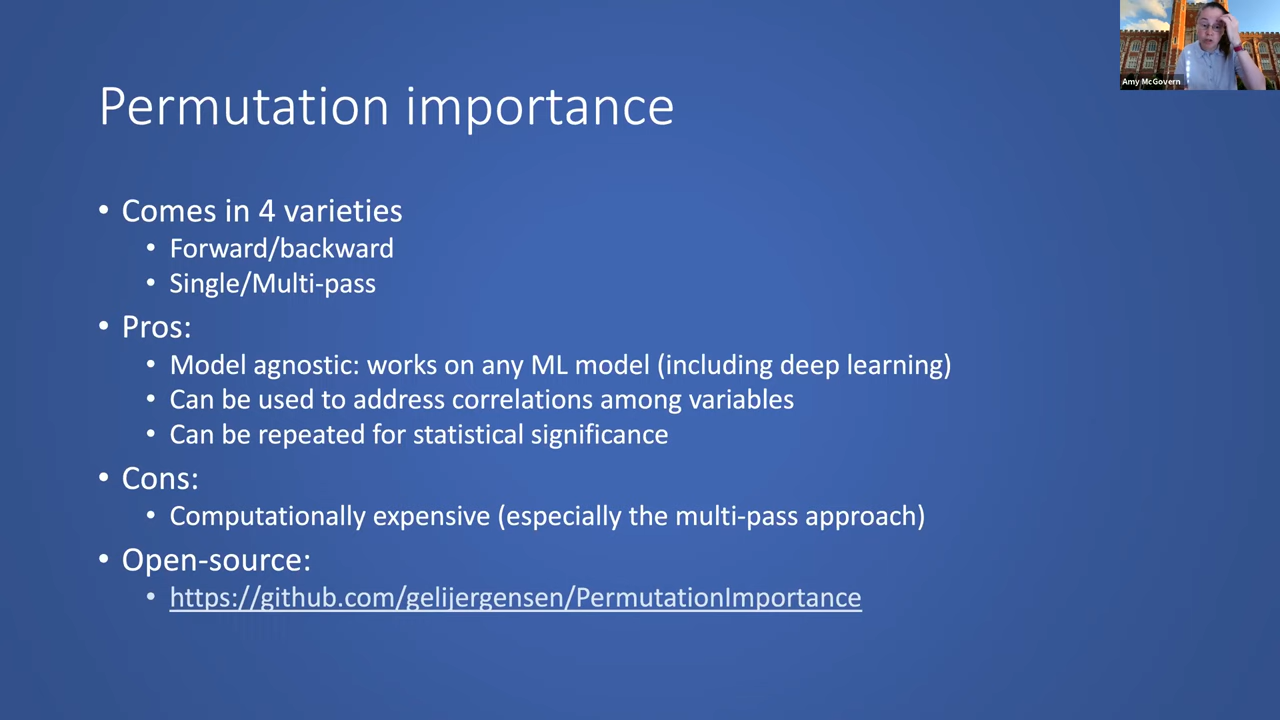 Amy McGovern
Permutation importance
• Comes in 4 varieties
• Forward/backward
• Single/Multi-pass
• Pros:
• Model agnostic: works on any ML model (including deep learning)
• Can be used to address correlations among variables
• Can be repeated for statistical significance
• Cons:
• Computationally expensive (especially the multi-pass approach)
• Open-source:
• https://github.com/gelijergensen/PermutationImportance